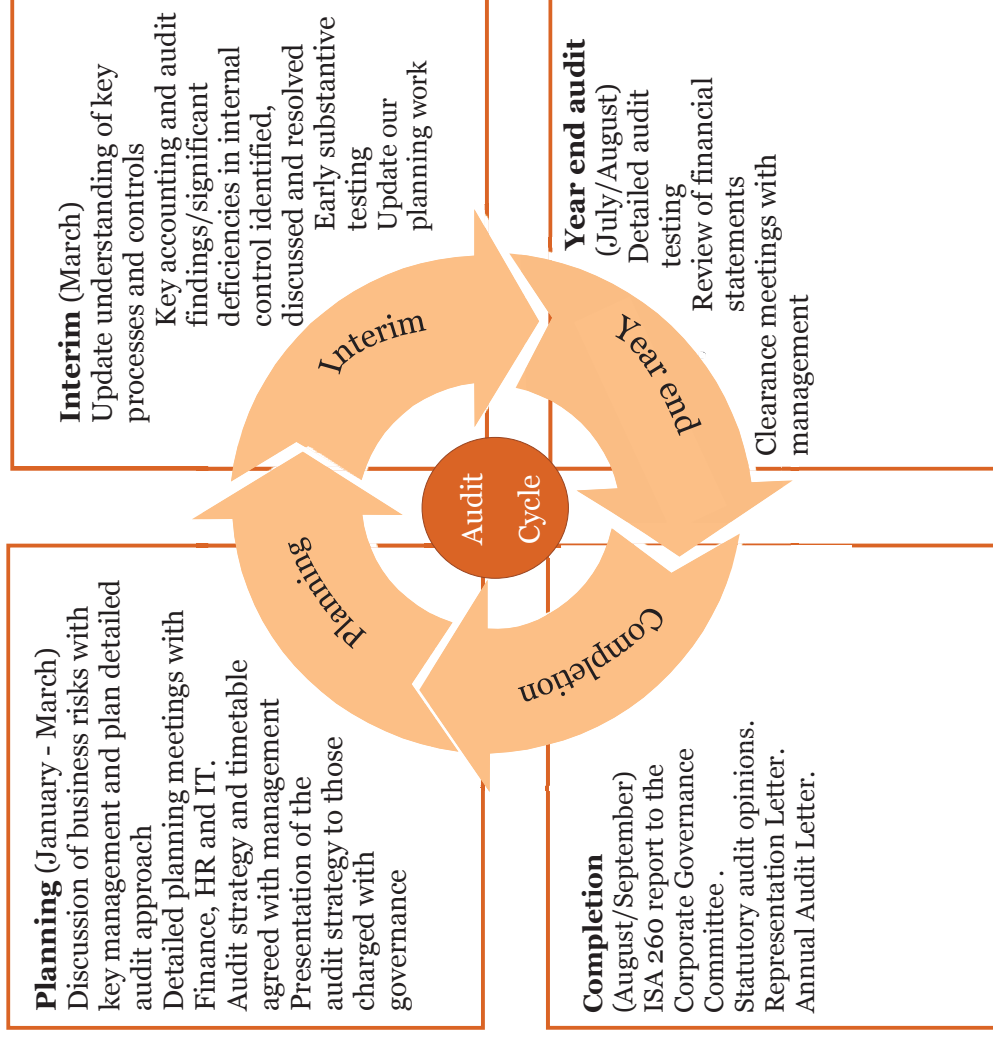 Planning (January - March)
Discussion of business risks with
key management and plan detailed
audit approach
Detailed planning meetings with
Finance, HR and IT.
Audit strategy and timetable
agreed with management
Presentation of the
audit strategy to those
charged with
governance
Interim (March)
Update understanding of key
processes and controls
Key accounting and audit
findings/significant
deficiencies in internal
control identified,
discussed and resolved
Early substantive
testing
Update our
planning work
Planning
Interim
Audit
Cycle
Completion
Year end
Completion
(August/September)
ISA 260 report to the
Corporate Governance
Committee .
Statutory audit opinions.
Representation Letter.
Annual Audit Letter.
Year end audit
(July/August)
Detailed audit
testing
Review of financial
statements
Clearance meetings with
management